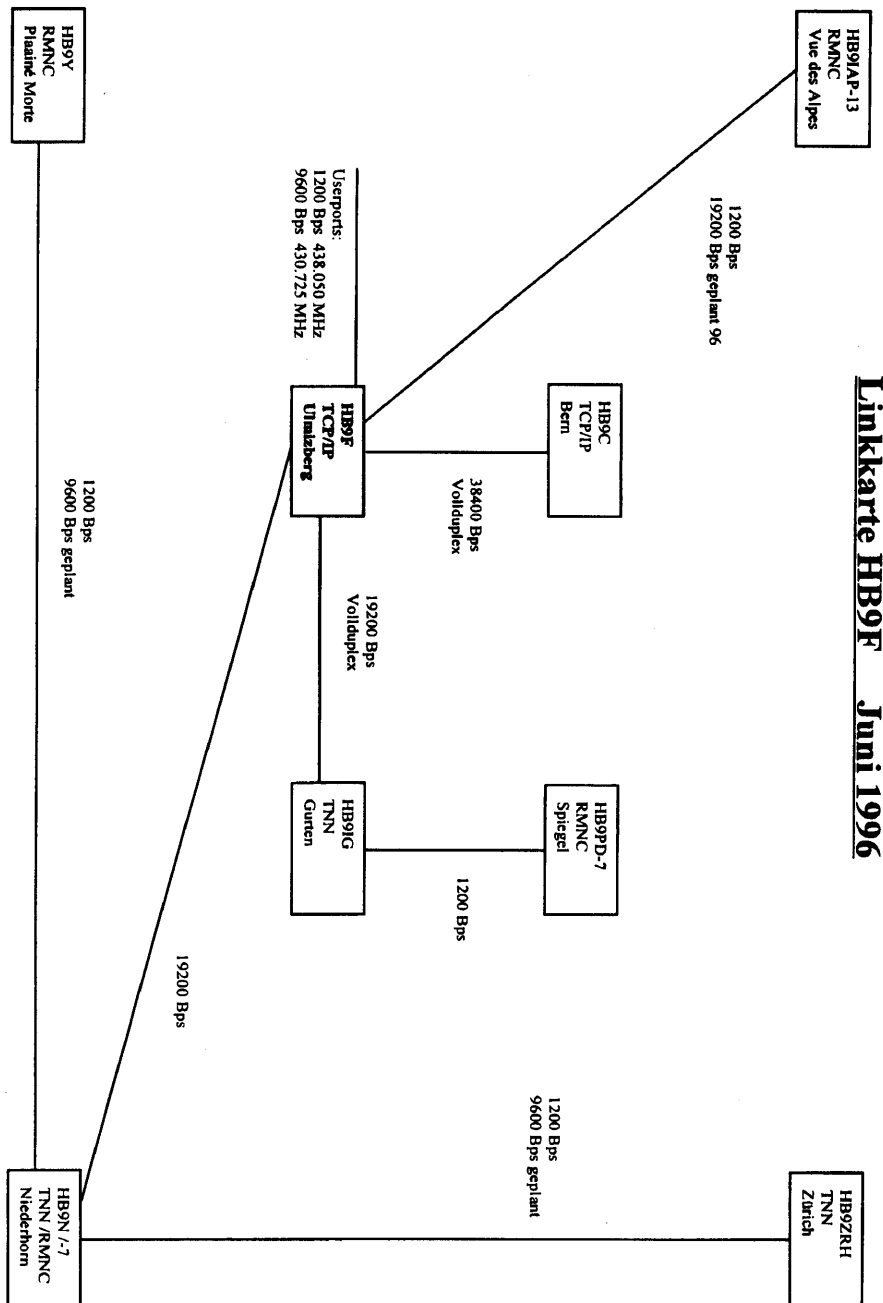 Linkkarte HB9F Juni 1996
HB9IAP-13
RMNC
Vue des Alpes
1200 Bps
19200 Bps geplant 96
HB9C
TCP/IP
Bern
38400 Bps
Vollduplex
HB9PD-7
RMNC
Spiegel
1200 Bps
HB9ZRH
TNN
Zürich
1200 Bps
9600 Bps geplant
Userports:
1200 Bps 438.050 MHz
9600 Bps 430.725 MHz
HB9F
TCP/IP
Ulmizberg
19200 Bps
Vollduplex
HB9IG
TNN
Gurten
19200 Bps
HB9Y
RMNC
Plaainé Morte
1200 Bps
9600 Bps geplant
HB9N /-7
TNN /RMNC
Niederhorn